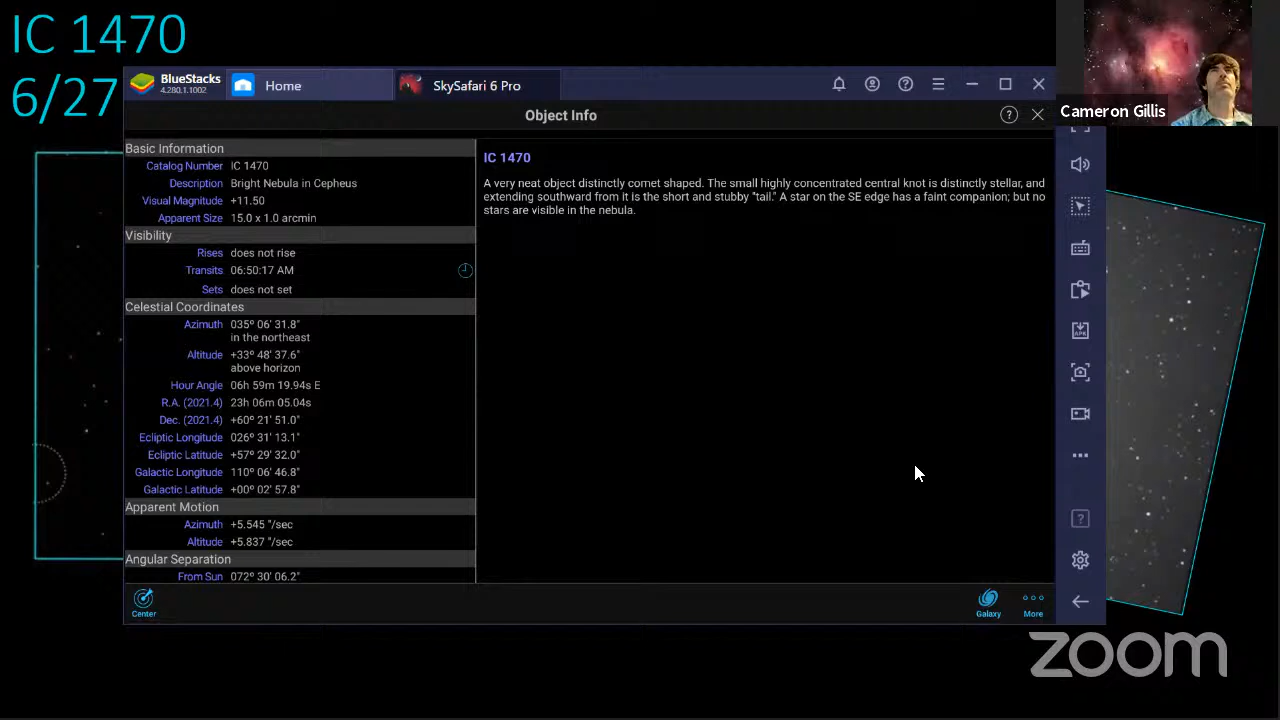 IC 1470
6/27
BlueStacks
4.280.1.1002
Home
SkySafari 6 Pro
Cameron Gillis
Object Info
Basic Information
Catalog Number IC 1470
Description Bright Nebula in Cepheus
Visual Magnitude +11.50
Apparent Size 15.0 x 1.0 arcmin
Visibility
Rises does not rise
Transits 06:50:17 AM
Sets does not set
Celestial Coordinates
Azimuth 035º 06' 31.8"
in the northeast
Altitude +33º 48' 37.6"
above horizon
Hour Angle 06h 59m 19.94s E
R.A. (2021.4) 23h 06m 05.04s
Dec. (2021.4) +60º 21' 51.0"
Ecliptic Longitude 026º 31' 13.1"
Ecliptic Latitude +57º 29' 32.0"
Galactic Longitude 110º 06' 46.8"
Galactic Latitude +00º 02' 57.8"
Apparent Motion
Azimuth +5.545 "/sec
Altitude +5.837 "/sec
Angular Separation
From Sun 072º 30' 06.2"
IC 1470
A very neat object distinctly comet shaped. The small highly concentrated central knot is distinctly stellar, and
extending southward from it is the short and stubby "tail." A star on the SE edge has a faint companion; but no
stars are visible in the nebula.
APK
Center
Galaxy
More
zoom